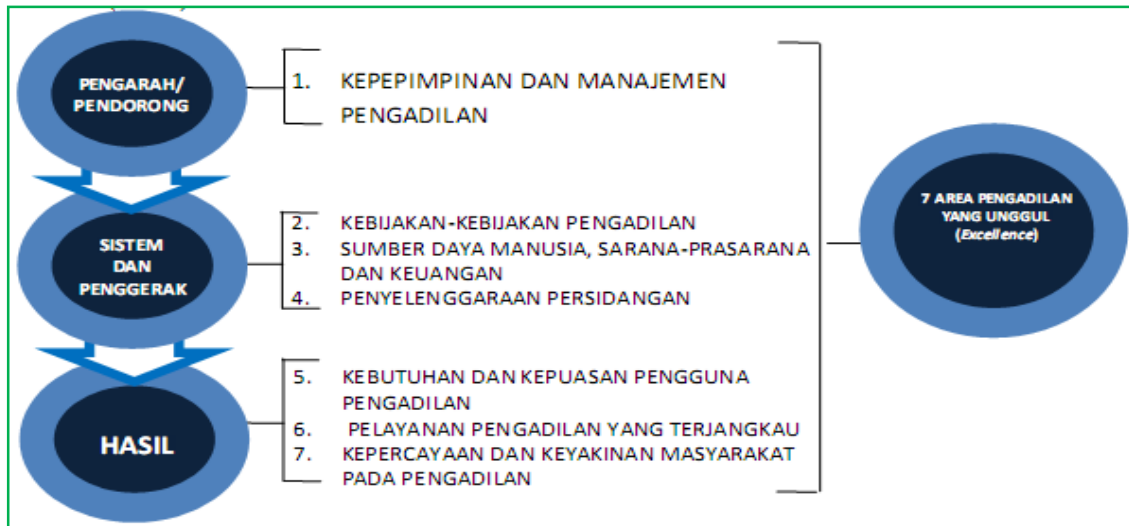 PENGARAH/
PENDORONG
1. KEPEPIMPINAN DAN MANAJEMEN
PENGADILAN
SISTEM
DAN
PENGGERAK
2. KEBIJAKAN-KEBIJAKAN PENGADILAN
3. SUMBER DAYA MANUSIA, SARANA-PRASARANA
DAN KEUANGAN
4. PENYELENGGARAAN PERSIDANGAN
HASIL
5. KEBUTUHAN DAN KEPUASAN PENGGUNA
PENGADILAN
6. PELAYANAN PENGADILAN YANG TERJANGKAU
7. KEPERCAYAAN DAN KEYAKINAN MASYARAKAT
PADA PENGADILAN
7 AREA PENGADILAN
YANG UNGGUL
(Excellence)